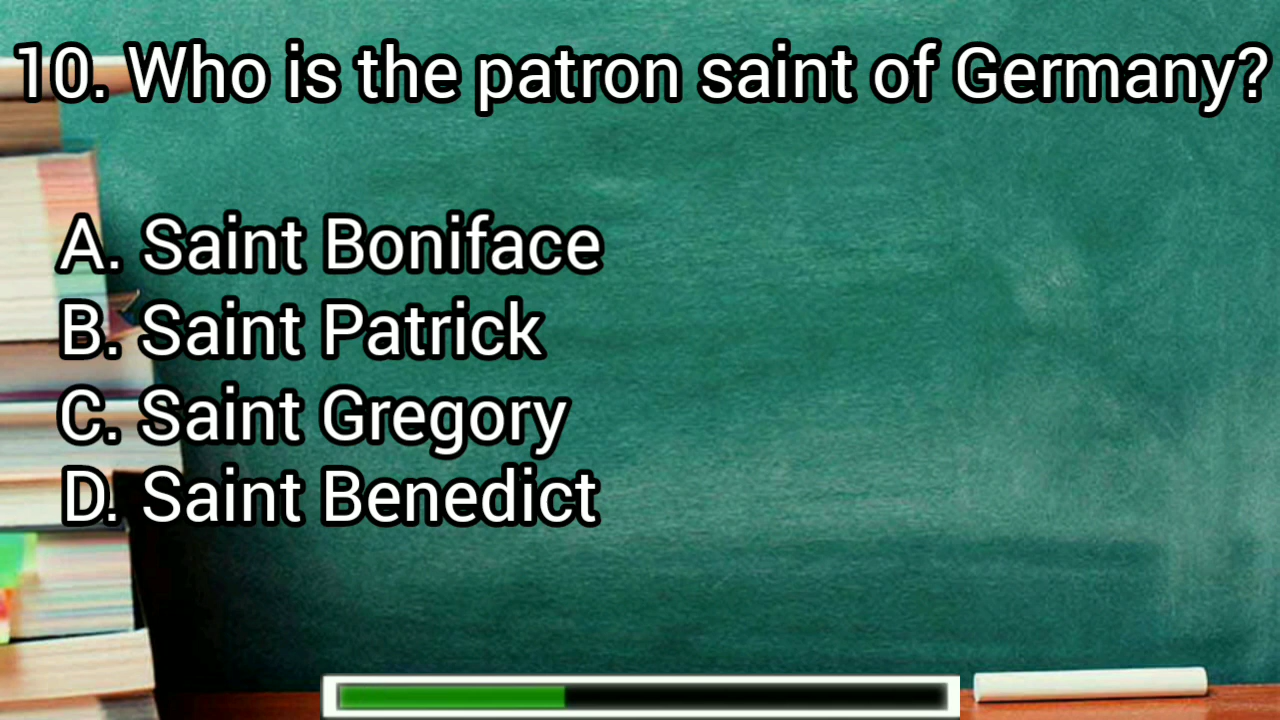 10. Who is the patron saint of Germany?
A. Saint Boniface
B. Saint Patrick
C. Saint Gregory
D. Saint Benedict